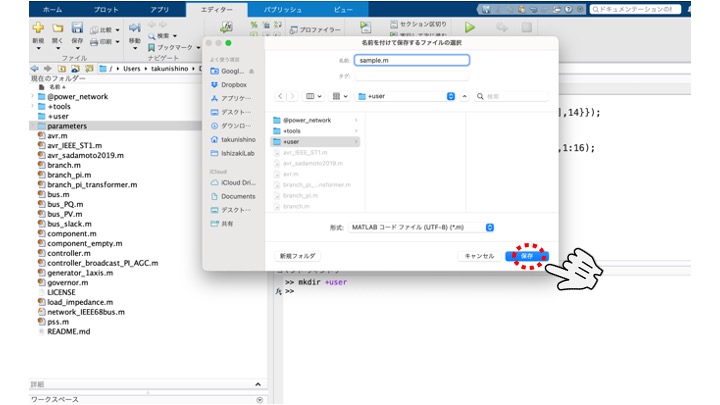 ホーム プロット アプリ エディター パブリッシュ ビュー
ドキュメンテーションの検
新規 開く 保存 比較 印刷 移動 検索 ブックマーク
プロファイラー セクション区切り
ファイル ナビゲート
/ Users takunishino
現在のフォルダー
名前
@power_network
+tools
+user
parameters
avr.m
avr_IEEE_ST1.m
avr_sadamoto2019.m
branch.m
branch_pi.m
branch_pi_transformer.m
bus.m
bus_PQ.m
bus_PV.m
bus_slack.m
component.m
component_empty.m
controller.m
controller_broadcast_PI_AGC.m
generator_1axis.m
governor.m
LICENSE
load_impedance.m
network_IEEE68bus.m
pss.m
README.md
詳細
ワークスペース
名前を付けて保存するファイルの選択
名前: sample.m
タグ:
よく使う項目
Googl…
Dropbox
アプリケ…
デスクト…
ダウンロ…
takunishino
IshizakiLab
iCloud
iCloud Dri…
Documents
デスクト…
共有
+user
検索
@power_network
+tools
+user
avr_IEEE_ST1.m
avr_sadamoto2019.m
avr.m
branch_pi_…nsformer.m
branch_pi.m
branch.m
形式: MATLAB コード ファイル (UTF-8) (*.m)
新規フォルダ キャンセル 保存
,14}});
,1:16);
>> mkdir +user
fx >>